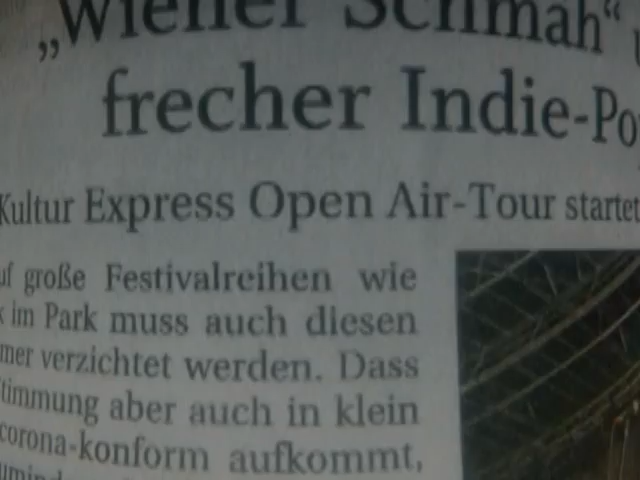 „Wiener Schmäh“
frecher Indie-Po
Kultur Express Open Air-Tour startet
uf große Festivalreihen wie
k im Park muss auch diesen
mer verzichtet werden. Dass
timmung aber auch in klein
corona-konform aufkommt,